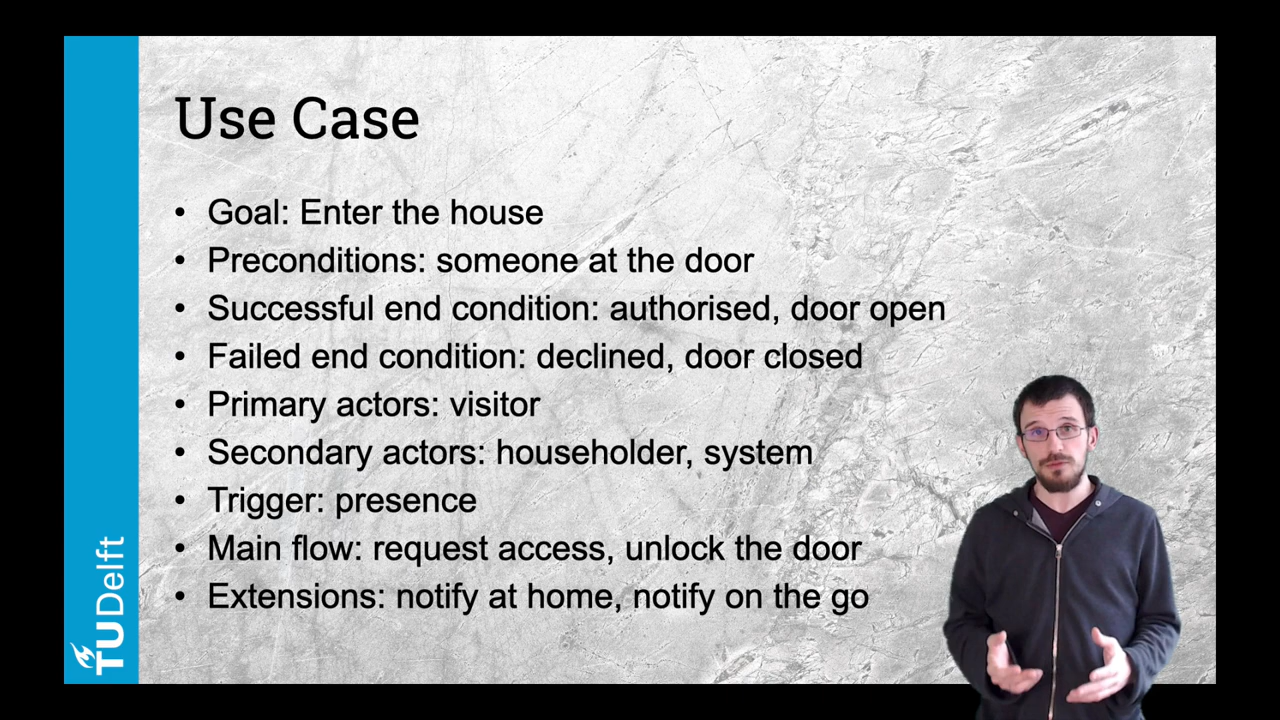 Use Case
• Goal: Enter the house
• Preconditions: someone at the door
• Successful end condition: authorised, door open
• Failed end condition: declined, door closed
• Primary actors: visitor
• Secondary actors: householder, system
• Trigger: presence
• Main flow: request access, unlock the door
• Extensions: notify at home, notify on the go
TUDelft